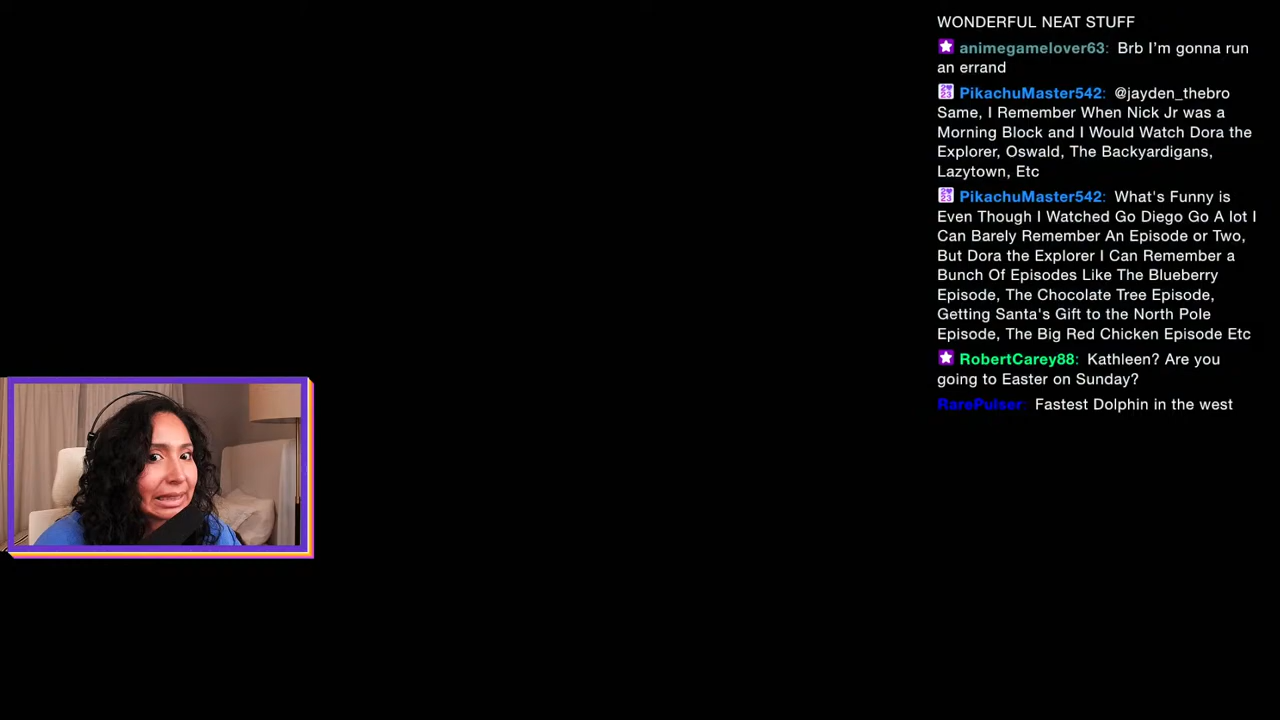 WONDERFUL NEAT STUFF
animegamelover63: Brb I'm gonna run
an errand
PikachuMaster542: @jayden_thebro
Same, I Remember When Nick Jr was a
Morning Block and I Would Watch Dora the
Explorer, Oswald, The Backyardigans,
Lazytown, Etc
PikachuMaster542: What's Funny is
Even Though I Watched Go Diego Go A lot I
Can Barely Remember An Episode or Two,
But Dora the Explorer I Can Remember a
Bunch Of Episodes Like The Blueberry
Episode, The Chocolate Tree Episode,
Getting Santa's Gift to the North Pole
Episode, The Big Red Chicken Episode Etc
RobertCarey88: Kathleen? Are you
going to Easter on Sunday?
RarePulser: Fastest Dolphin in the west